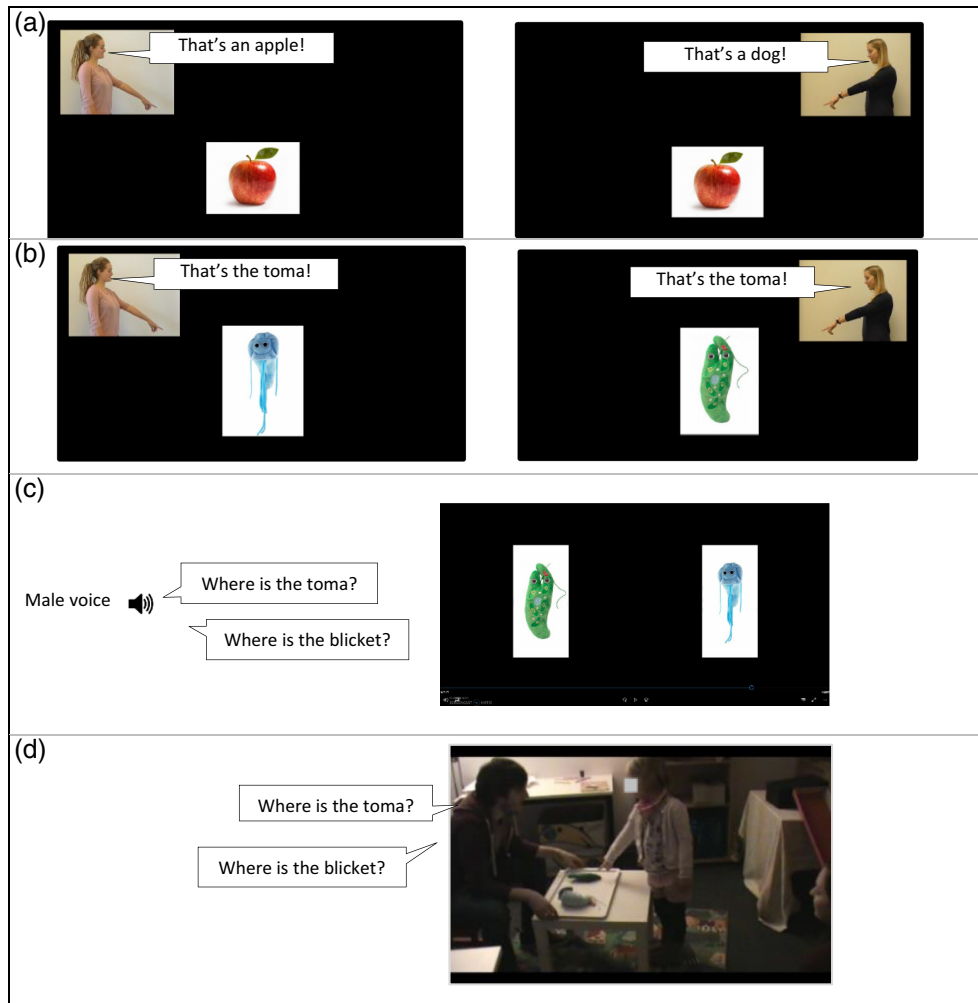 (a)
That's an apple!
That's a dog!
(b)
That's the toma!
That's the toma!
(c)
Male voice
Where is the toma?
Where is the blicket?
(d)
Where is the toma?
Where is the blicket?